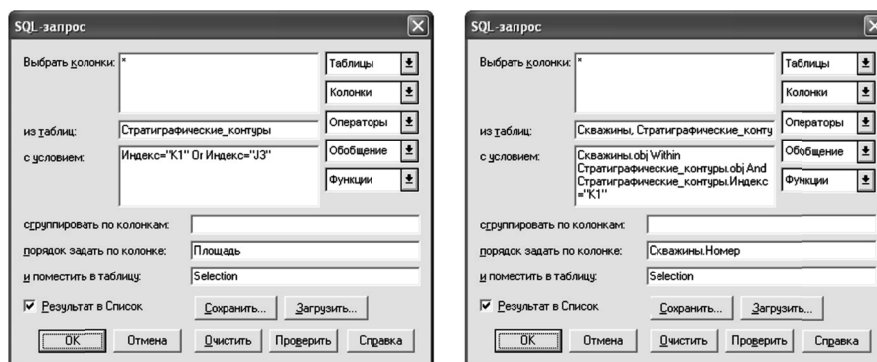 SQL-запрос
Выбрать колонки: *
Таблицы
Колонки
Операторы
Обобщение
Функции
из таблиц: Стратиграфические_контуры
с условием: Индекс="K1" Or Индекс="J3"
сгруппировать по колонкам:
порядок задать по колонке: Площадь
и поместить в таблицу: Selection
Результат в Список
Сохранить...
Загрузить...
OK
Отмена
Очистить
Проверить
Справка
SQL-запрос
Выбрать колонки: *
Таблицы
Колонки
Операторы
Обобщение
Функции
из таблиц: Скважины, Стратиграфические_конту
с условием: Скважины.obj Within
Стратиграфические_контуры.obj And
Стратиграфические_контуры.Индекс
="K1"
сгруппировать по колонкам:
порядок задать по колонке: Скважины.Номер
и поместить в таблицу: Selection
Результат в Список
Сохранить...
Загрузить...
OK
Отмена
Очистить
Проверить
Справка